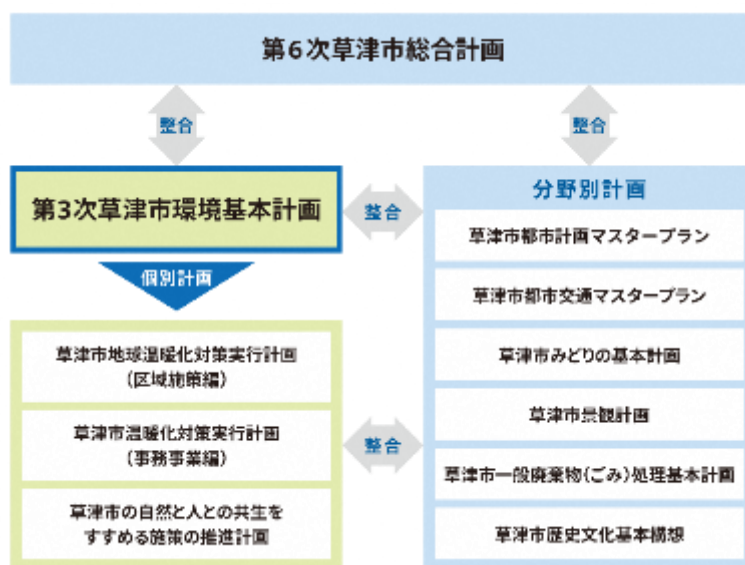 第6次草津市総合計画
整合
整合
第3次草津市環境基本計画
整合
分野別計画
草津市都市計画マスタープラン
草津市都市交通マスタープラン
草津市みどりの基本計画
草津市景観計画
草津市一般廃棄物(ごみ)処理基本計画
草津市歴史文化基本構想
個別計画
草津市地球温暖化対策実行計画
(区域施策編)
草津市温暖化対策実行計画
(事務事業編)
草津市の自然と人との共生を
すすめる施策の推進計画
整合